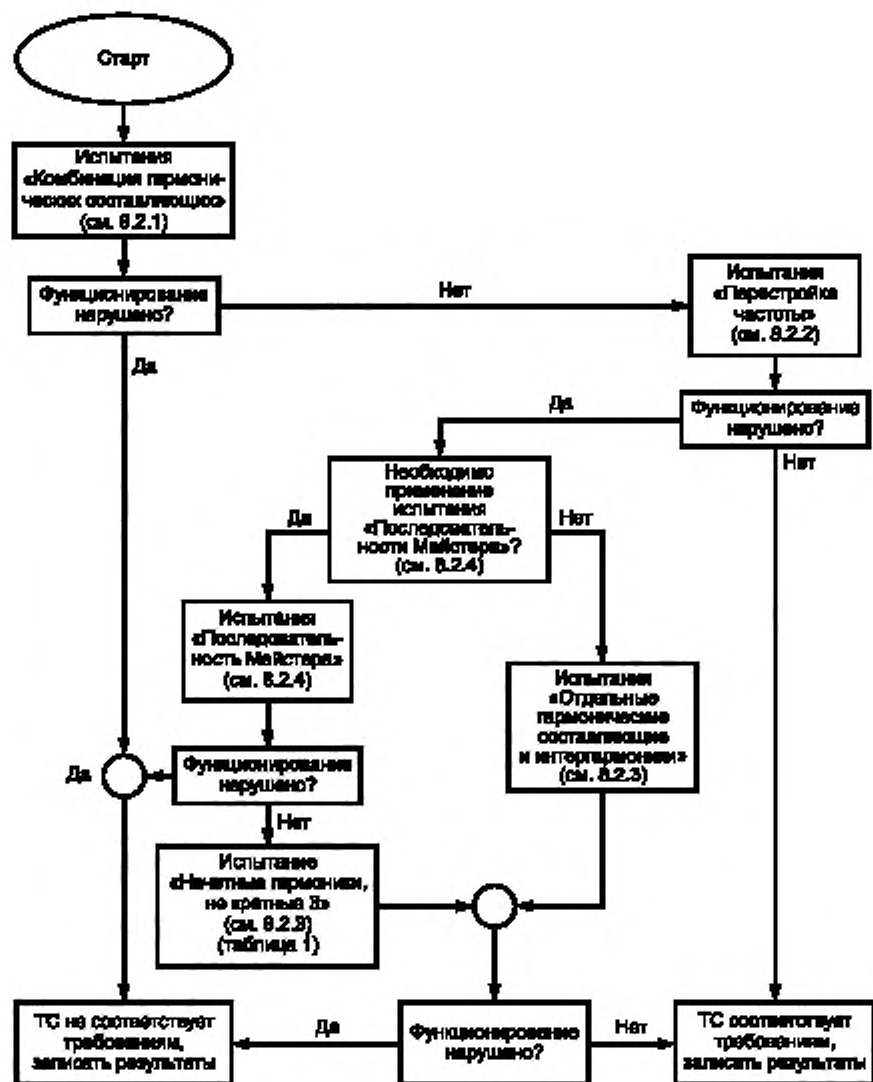 Старт
Испытания
«Комбинация гармони-
ческих составляющих»
(см. 8.2.1)
Функционирование
нарушено?
Нет
Испытания
«Перестройка
частоты»
(см. 8.2.2)
Да
Да
Функционирование
нарушено?
Нет
Необходимо
применение
испытания
«Последователь-
ности Майстера»?
(см. 8.2.4)
Да
Нет
Испытания
«Последователь-
ность Майстера»
(см. 8.2.4)
Испытания
«Отдельные
гармонические
составляющие
и интергармоники»
(см. 8.2.3)
Да
Функционирование
нарушено?
Нет
Испытание
«Нечетные гармоники,
не кратные 3»
(см. 8.2.3)
(таблица 1)
ТС не соответствует
требованиям,
записать результаты
Да
Функционирование
нарушено?
Нет
ТС соответствует
требованиям,
записать результаты